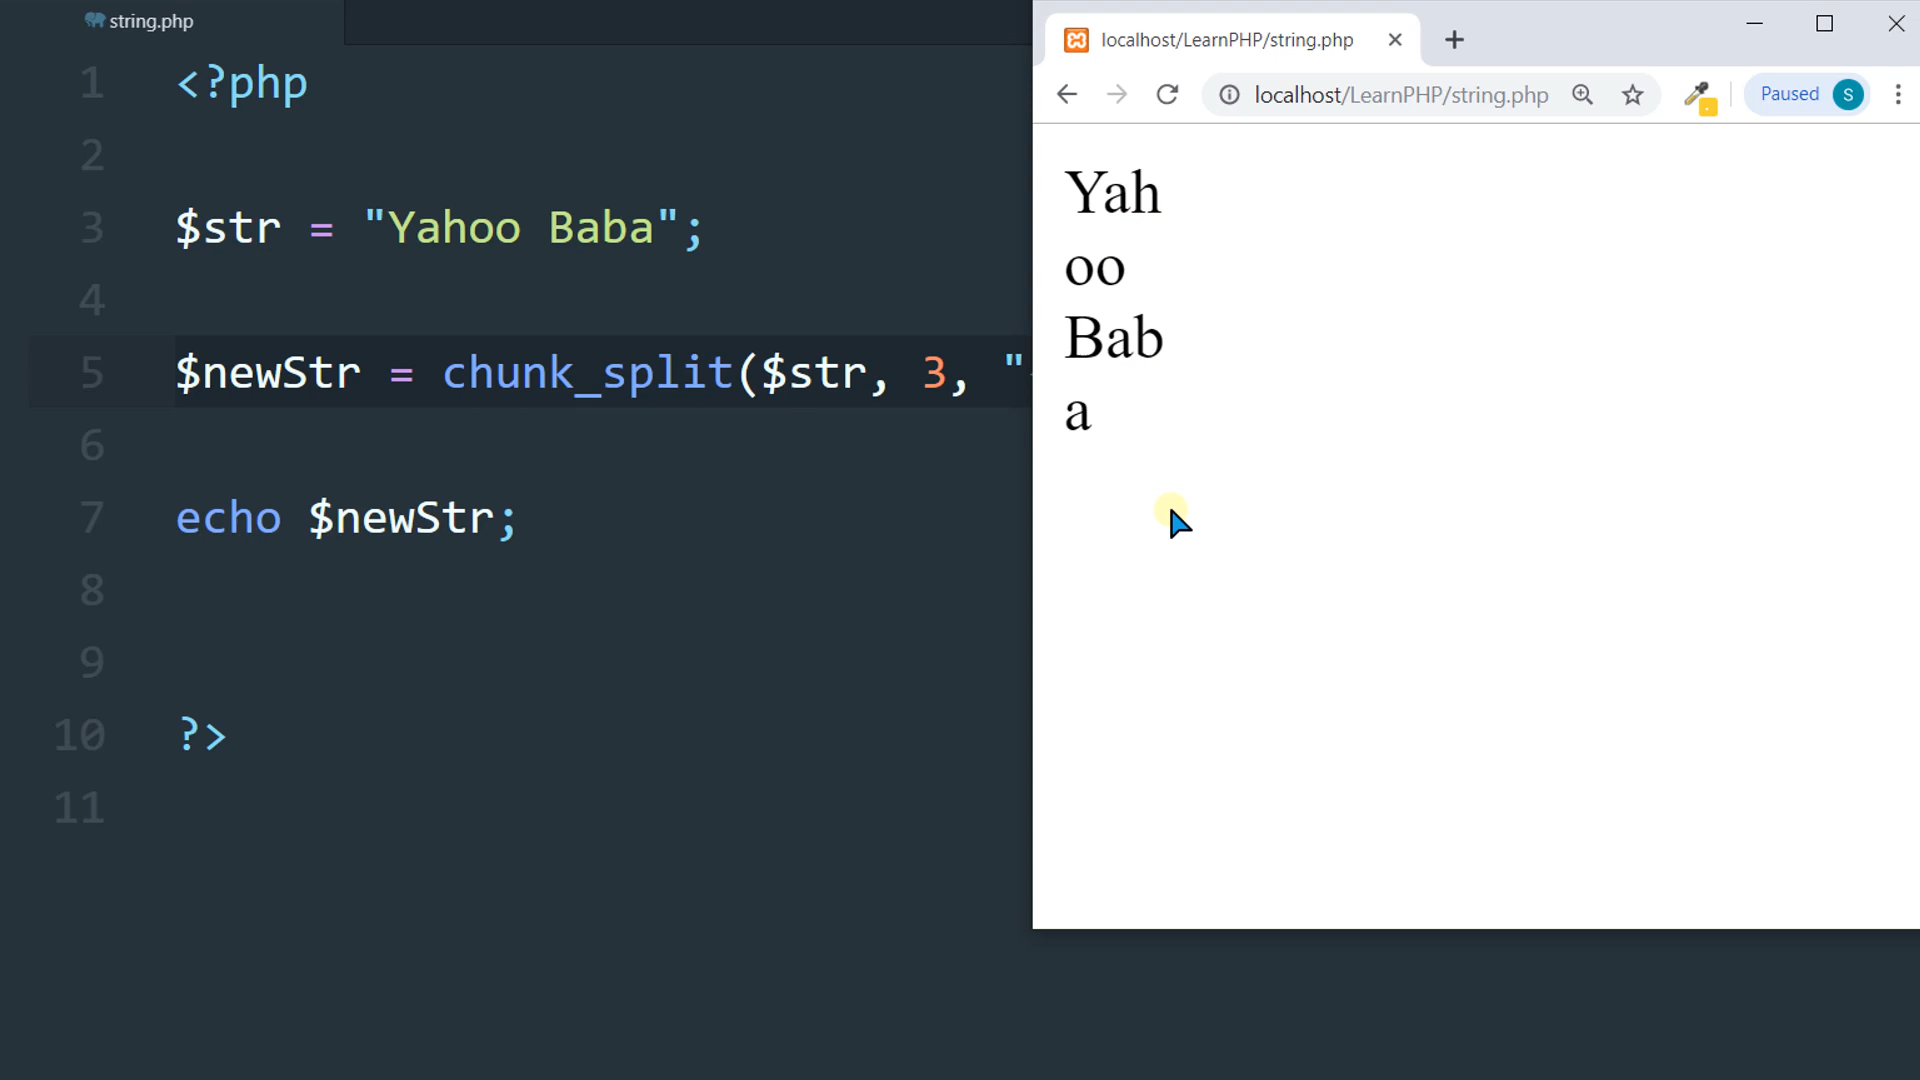 string.php
1 <?php
2
3 $str = "Yahoo Baba";
4
5 $newStr = chunk_split($str, 3, "
6
7 echo $newStr;
8
9
10 ?>
11
localhost/LearnPHP/string.php
localhost/LearnPHP/string.php
Paused S
Yah
oo
Bab
a